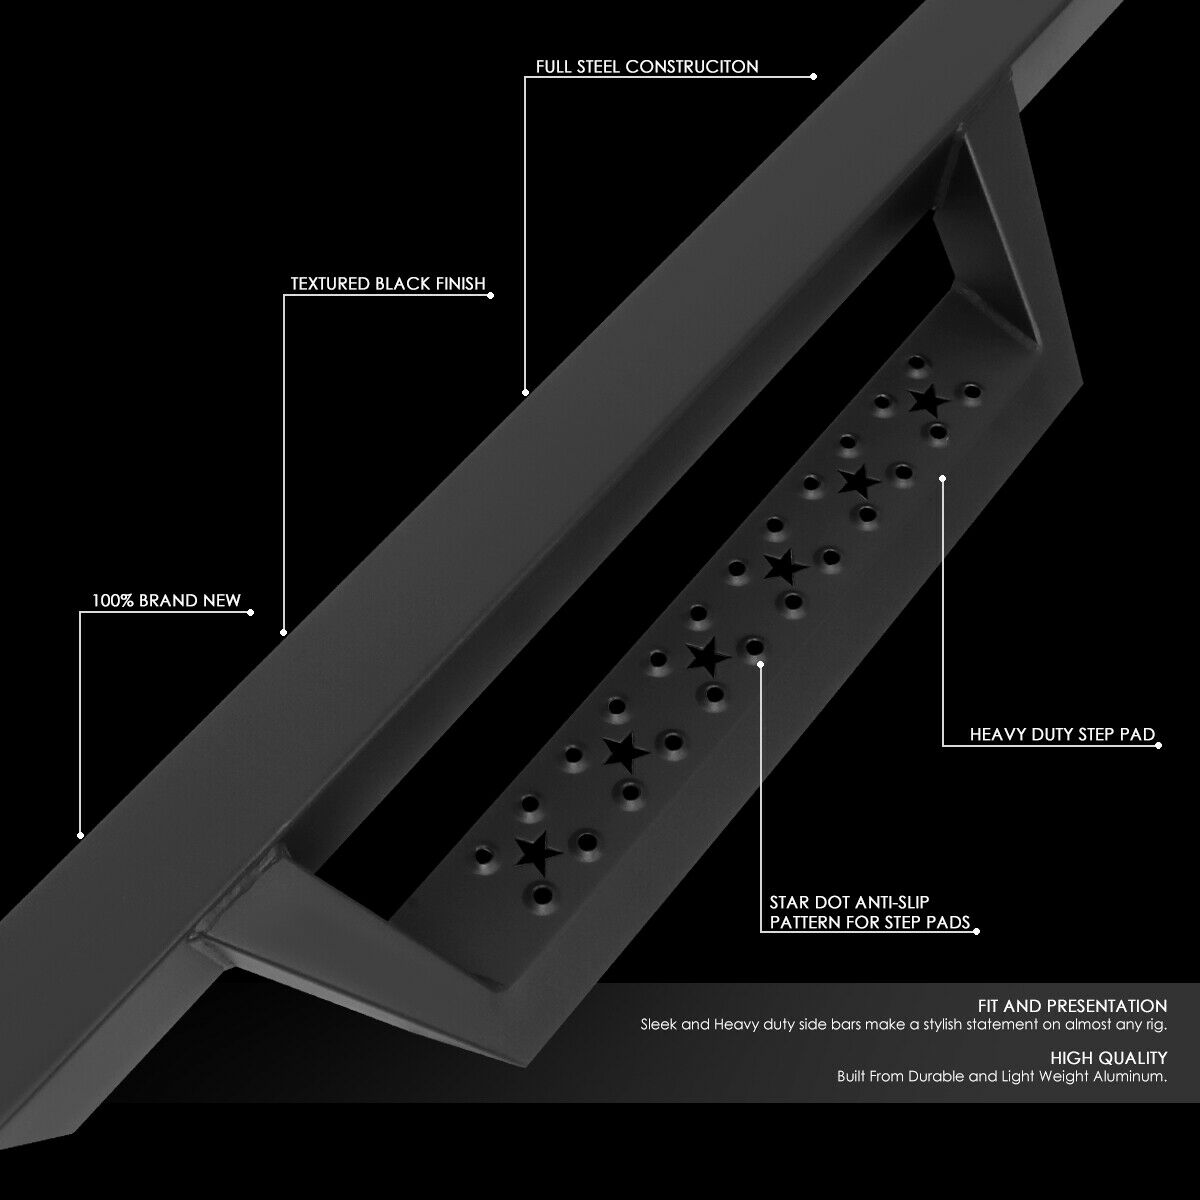 FULL STEEL CONSTRUCITON
TEXTURED BLACK FINISH
100% BRAND NEW
HEAVY DUTY STEP PAD
STAR DOT ANTI-SLIP
PATTERN FOR STEP PADS
FIT AND PRESENTATION
Sleek and Heavy duty side bars make a stylish statement on almost any rig.
HIGH QUALITY
Built From Durable and Light Weight Aluminum.